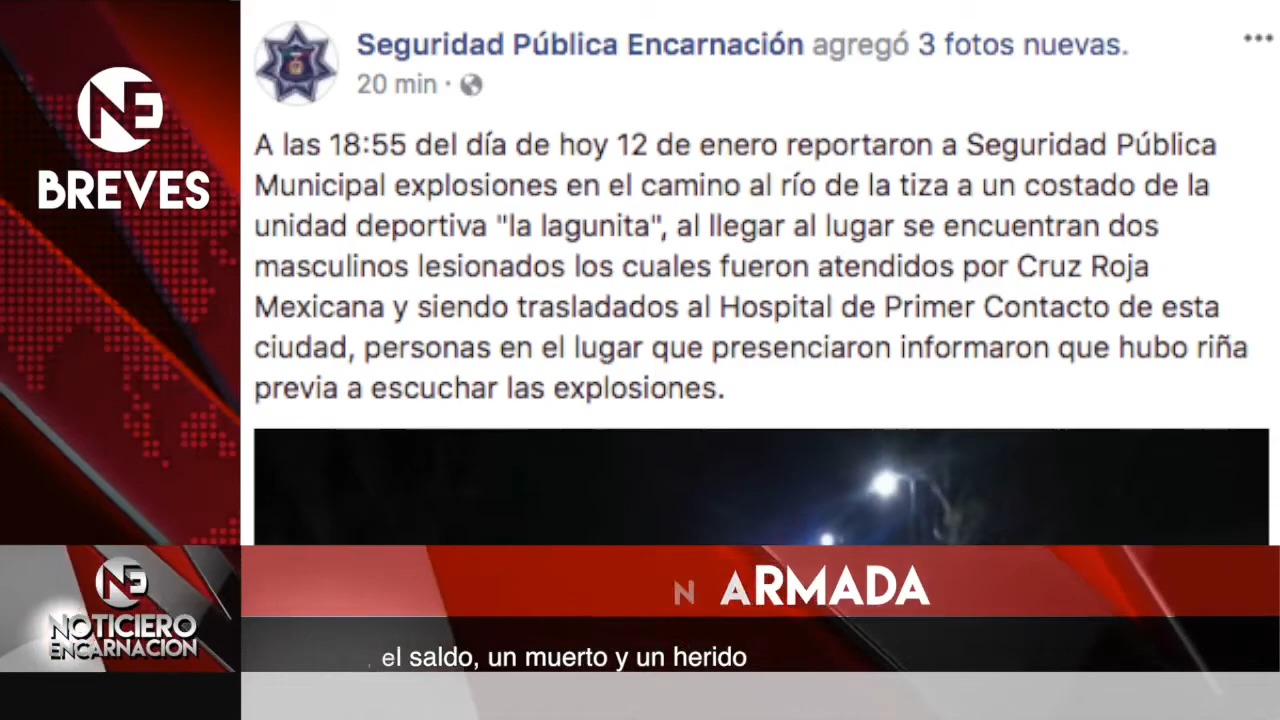 NE
BREVES
Seguridad Pública Encarnación agregó 3 fotos nuevas.
20 min ·
A las 18:55 del día de hoy 12 de enero reportaron a Seguridad Pública
Municipal explosiones en el camino al río de la tiza a un costado de la
unidad deportiva "la lagunita", al llegar al lugar se encuentran dos
masculinos lesionados los cuales fueron atendidos por Cruz Roja
Mexicana y siendo trasladados al Hospital de Primer Contacto de esta
ciudad, personas en el lugar que presenciaron informaron que hubo riña
previa a escuchar las explosiones.
N ARMADA
, el saldo, un muerto y un herido
NE
NOTICIERO
ENCARNACIÓN